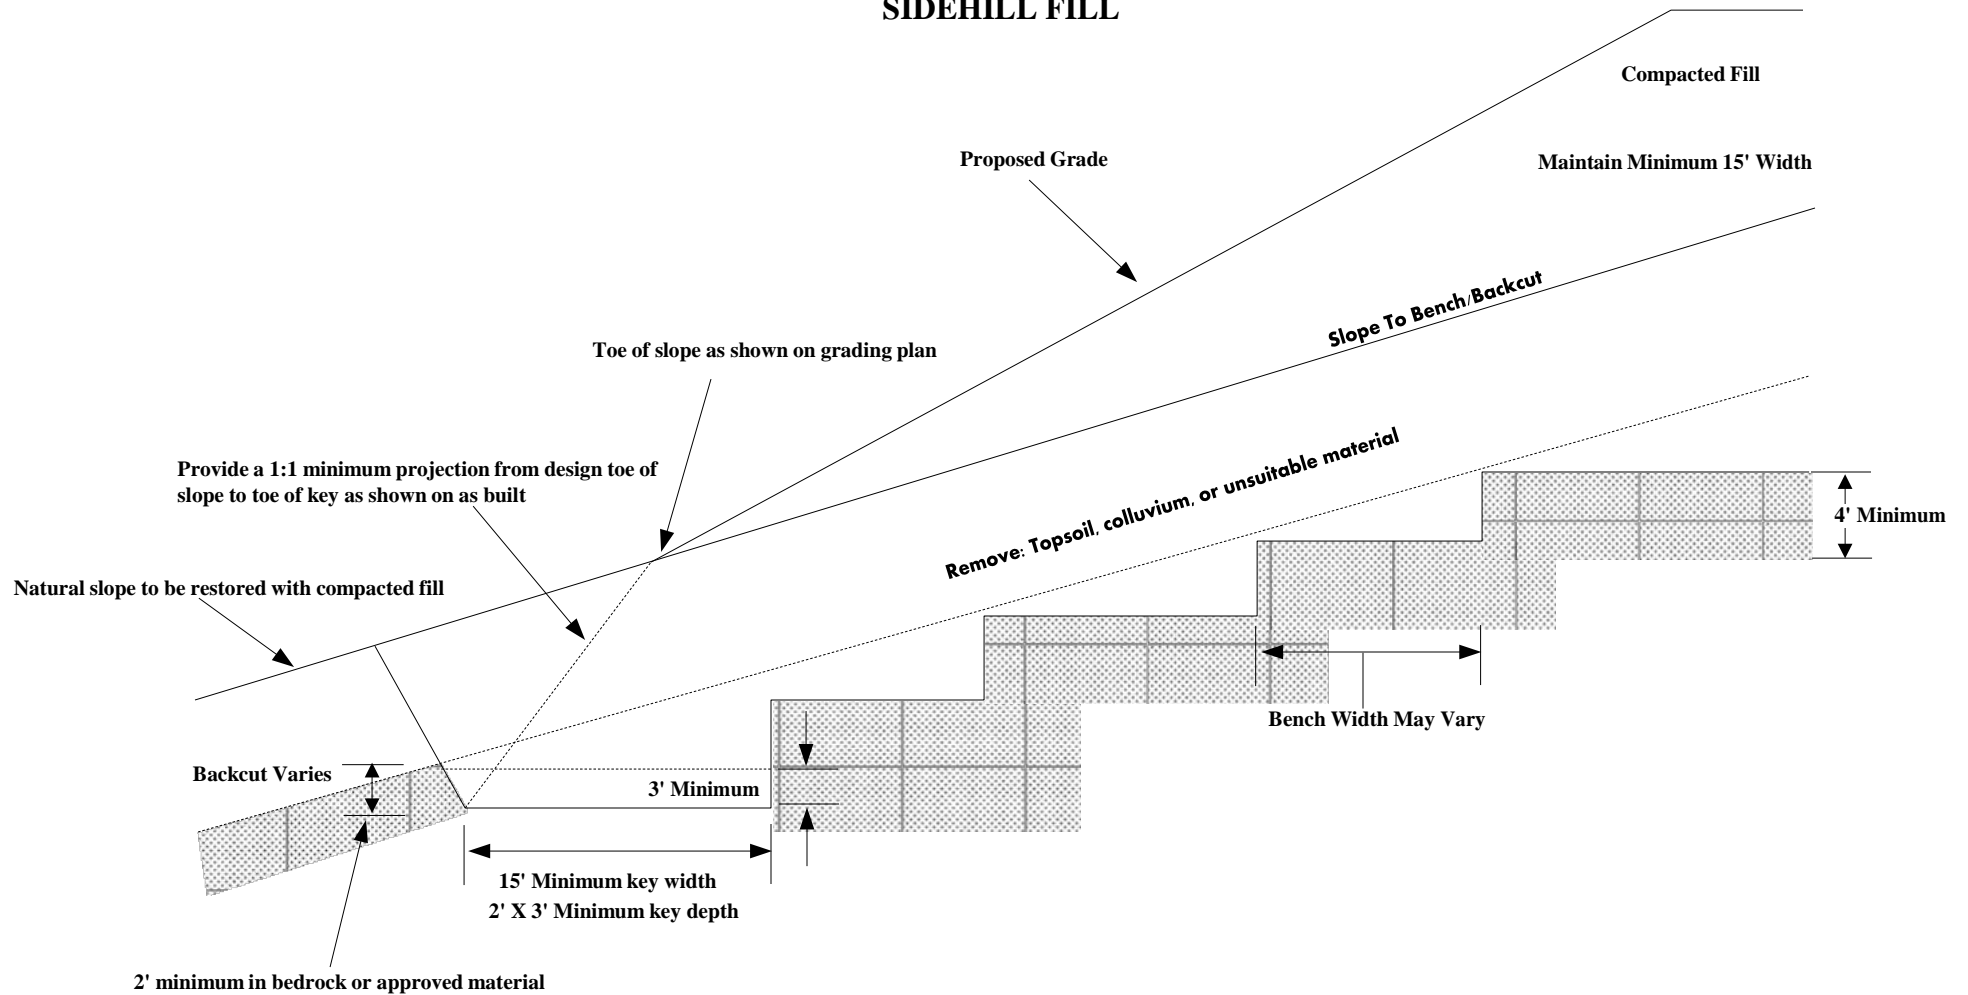 SIDEHILL FILL
Compacted Fill
Proposed Grade
Maintain Minimum 15' Width
Slope To Bench/Backcut
Toe of slope as shown on grading plan
Provide a 1:1 minimum projection from design toe of
slope to toe of key as shown on as built
Remove: Topsoil, colluvium, or unsuitable material
4' Minimum
Natural slope to be restored with compacted fill
Bench Width May Vary
Backcut Varies
3' Minimum
15' Minimum key width
2' X 3' Minimum key depth
2' minimum in bedrock or approved material